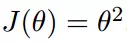 J(θ) = θ²